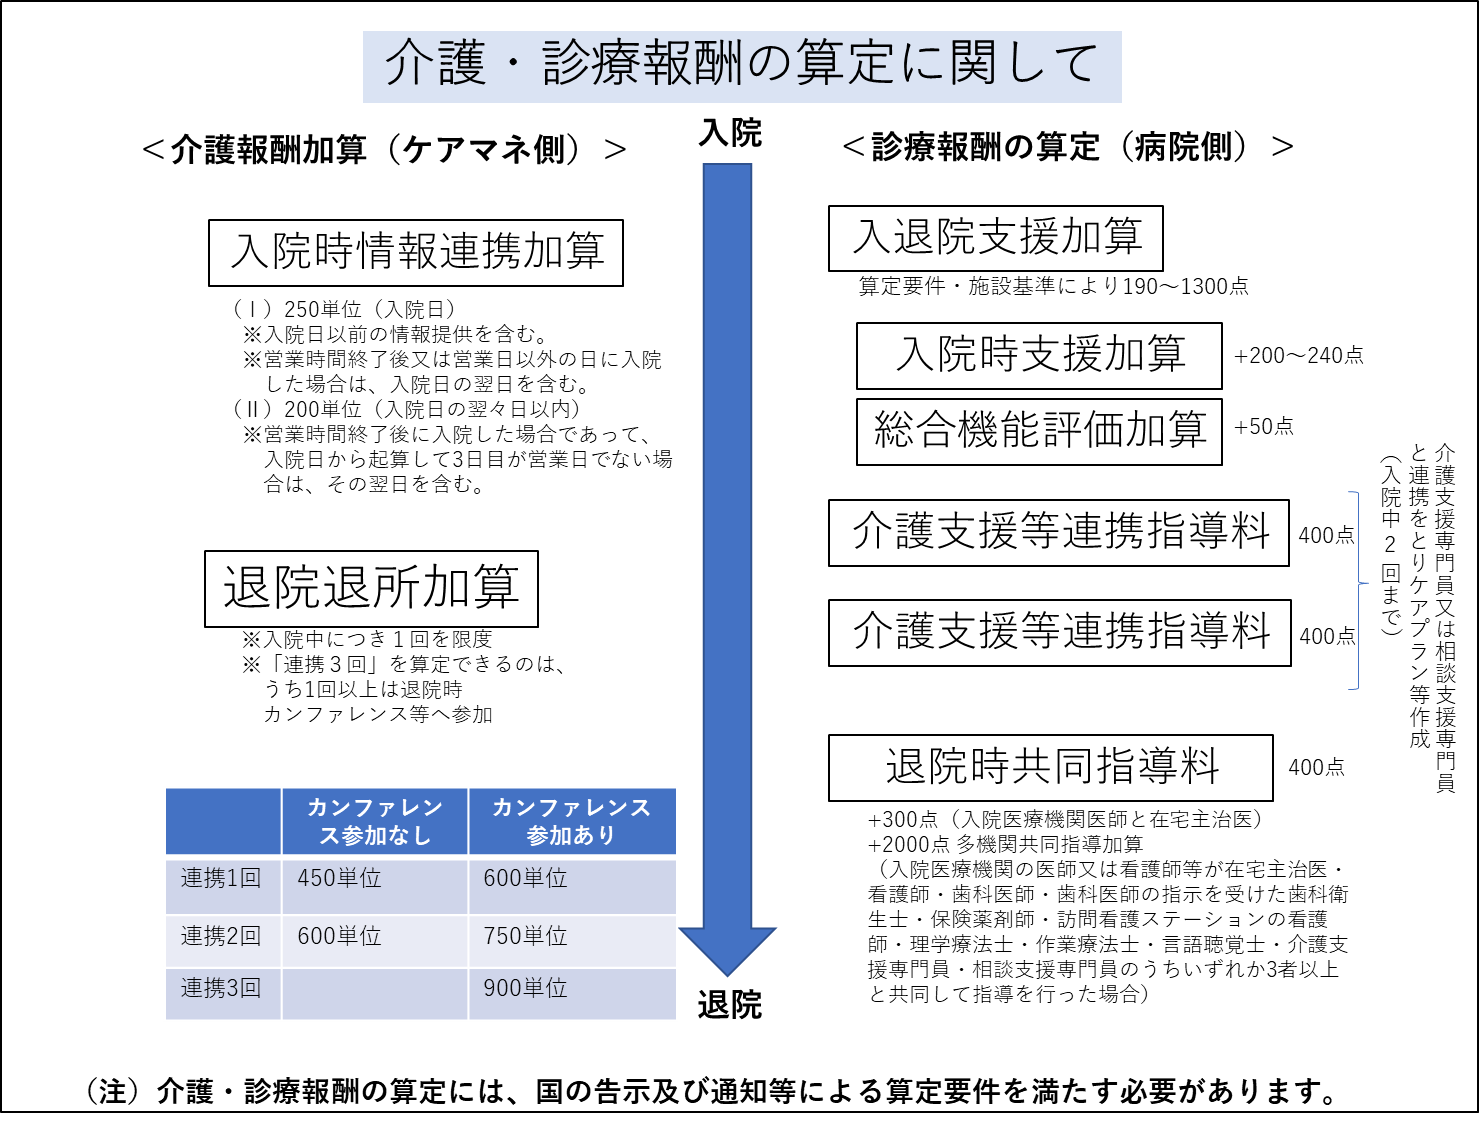 介護・診療報酬の算定に関して
＜介護報酬加算（ケアマネ側）＞
入院時情報連携加算
（Ⅰ）250単位（入院日）
※入院日以前の情報提供を含む。
※営業時間終了後又は営業日以外の日に入院
した場合は、入院日の翌日を含む。
（Ⅱ）200単位（入院日の翌々日以内）
※営業時間終了後に入院した場合であって、
入院日から起算して3日目が営業日でない場
合は、その翌日を含む。
退院退所加算
※入院中につき１回を限度
※「連携３回」を算定できるのは、
うち1回以上は退院時
カンファレンス等へ参加
カンファレン
ス参加なし
カンファレンス
参加あり
連携1回 450単位 600単位
連携2回 600単位 750単位
連携3回 900単位
入院
退院
＜診療報酬の算定（病院側）＞
入退院支援加算
算定要件・施設基準により190～1300点
入院時支援加算 +200～240点
総合機能評価加算 +50点
介護支援等連携指導料 400点
介護支援等連携指導料 400点
介護支援専門員又は相談支援専門員
と連携をとりケアプラン等作成
（入院中２回まで）
退院時共同指導料 400点
+300点（入院医療機関医師と在宅主治医）
+2000点 多機関共同指導加算
（入院医療機関の医師又は看護師等が在宅主治医・
看護師・歯科医師・歯科医師の指示を受けた歯科衛
生士・保険薬剤師・訪問看護ステーションの看護
師・理学療法士・作業療法士・言語聴覚士・介護支
援専門員・相談支援専門員のうちいずれか3者以上
と共同して指導を行った場合）
（注）介護・診療報酬の算定には、国の告示及び通知等による算定要件を満たす必要があります。